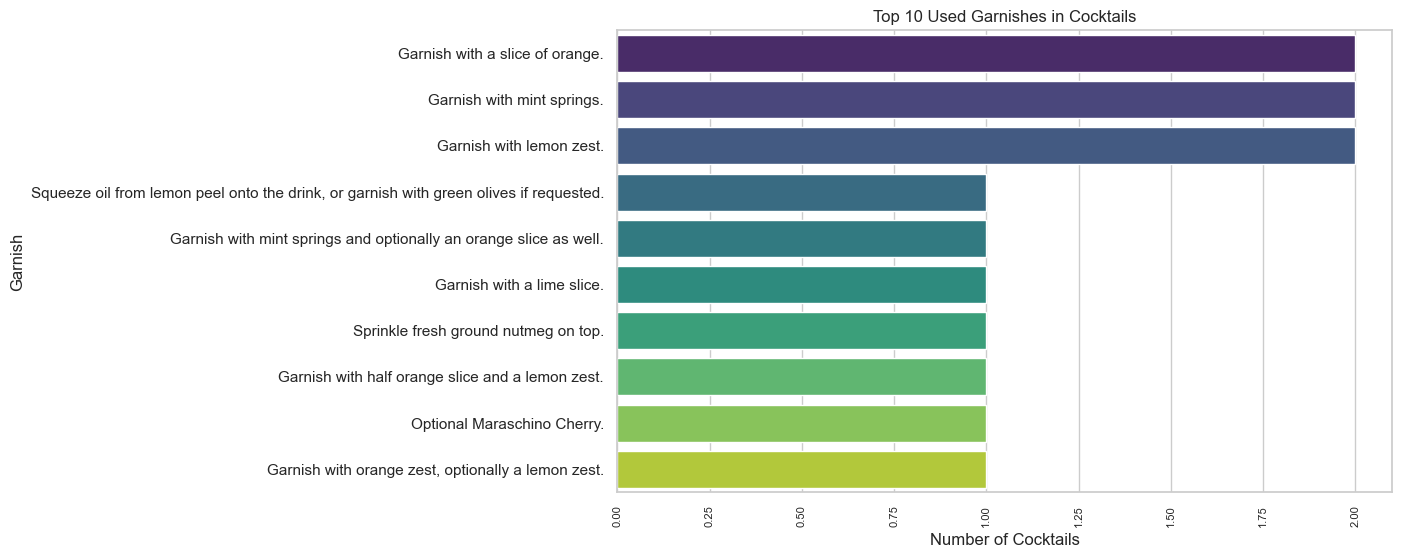 Top 10 Used Garnishes in Cocktails
Garnish with a slice of orange.
Garnish with mint springs.
Garnish with lemon zest.
Squeeze oil from lemon peel onto the drink, or garnish with green olives if requested.
Garnish with mint springs and optionally an orange slice as well.
Garnish with a lime slice.
Sprinkle fresh ground nutmeg on top.
Garnish with half orange slice and a lemon zest.
Optional Maraschino Cherry.
Garnish with orange zest, optionally a lemon zest.
Garnish
0.00
0.25
0.50
0.75
1.00
1.25
1.50
1.75
2.00
Number of Cocktails